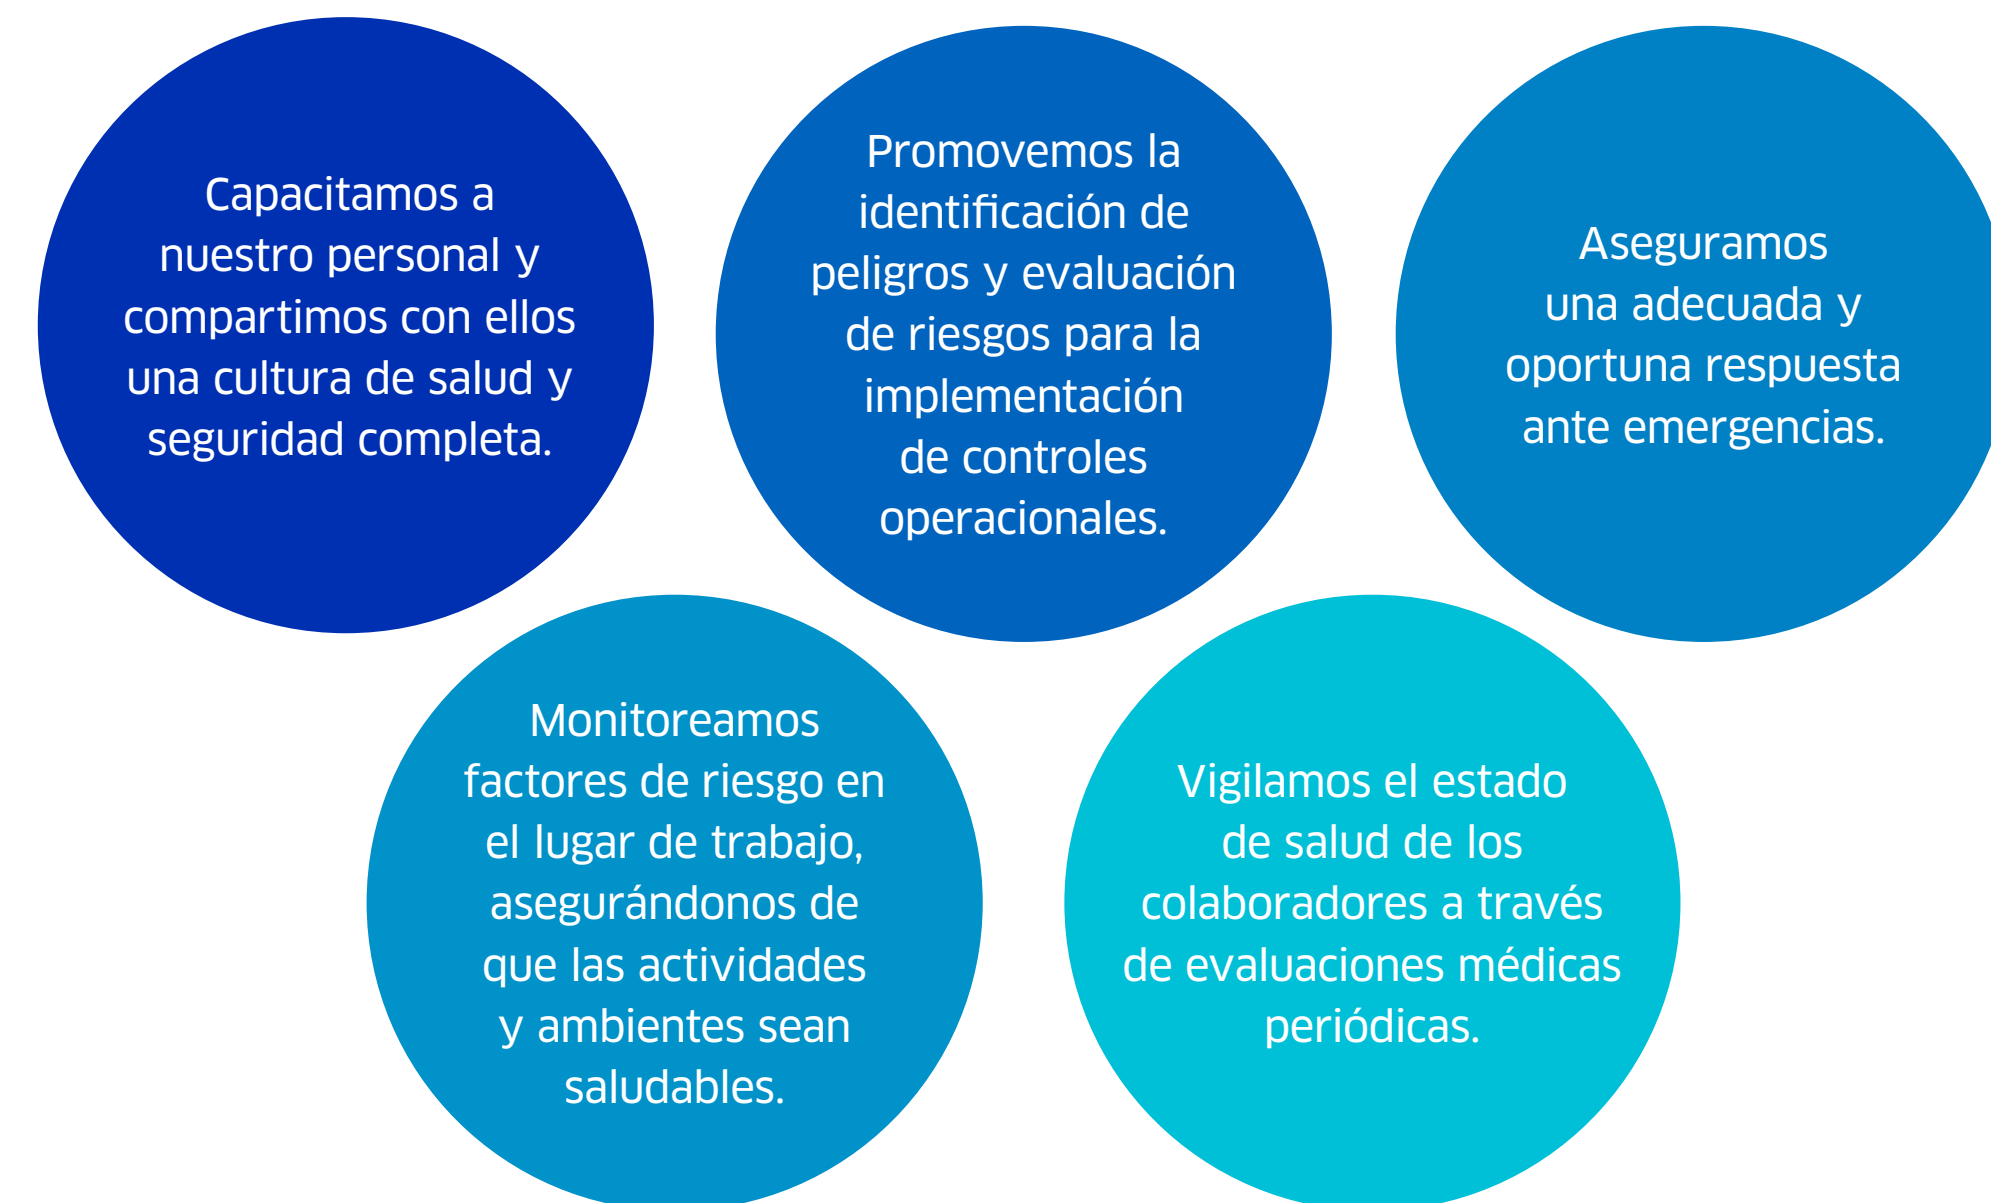 Capacitamos a
nuestro personal y
compartimos con ellos
una cultura de salud y
seguridad completa.
Promovemos la
identificación de
peligros y evaluación
de riesgos para la
implementación
de controles
operacionales.
Aseguramos
una adecuada y
oportuna respuesta
ante emergencias.
Monitoreamos
factores de riesgo en
el lugar de trabajo,
asegurándonos de
que las actividades
y ambientes sean
saludables.
Vigilamos el estado
de salud de los
colaboradores a través
de evaluaciones médicas
periódicas.